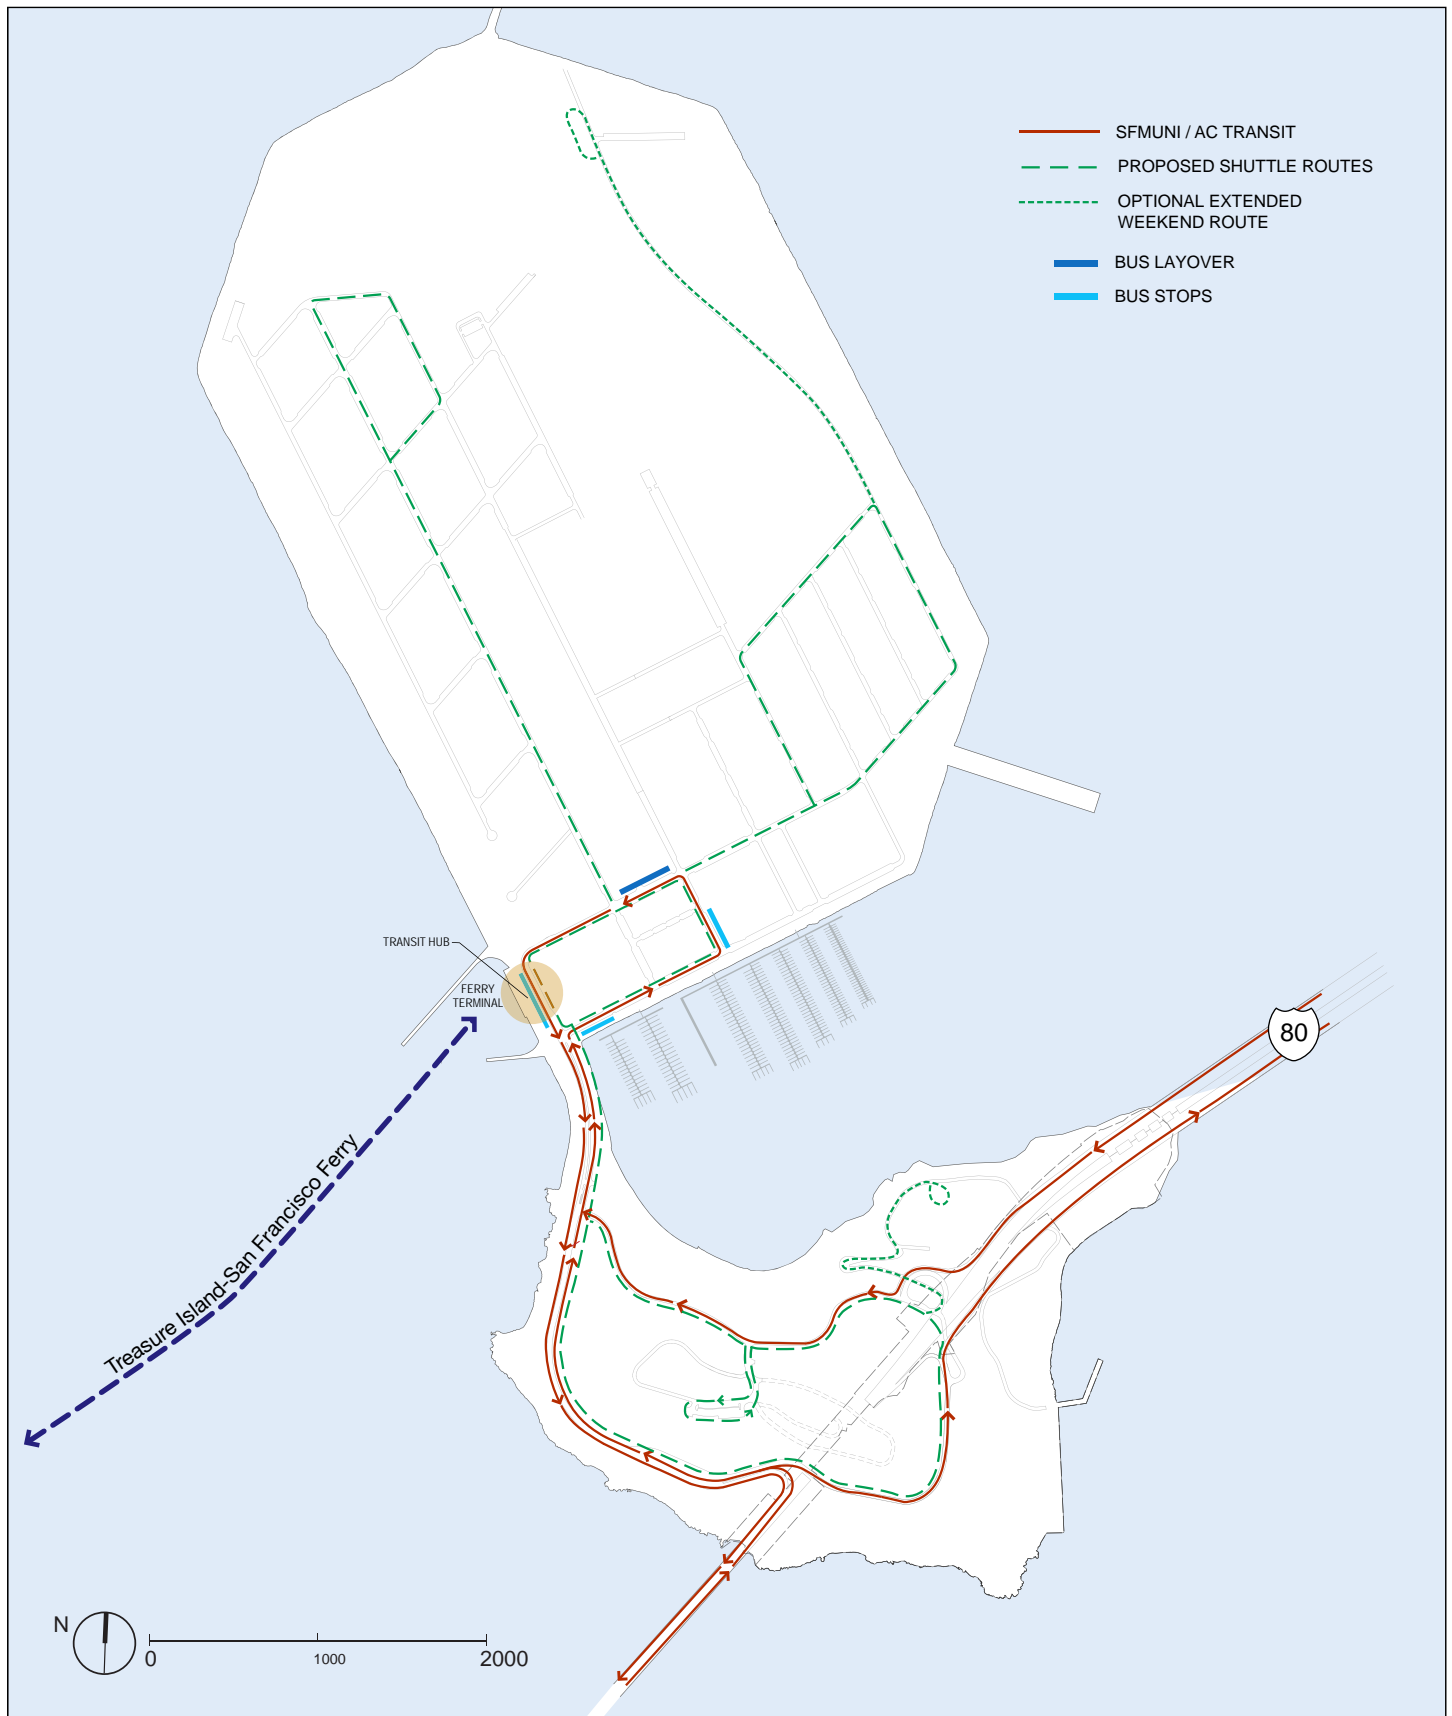 SFMUNI / AC TRANSIT
PROPOSED SHUTTLE ROUTES
OPTIONAL EXTENDED
WEEKEND ROUTE
BUS LAYOVER
BUS STOPS
TRANSIT HUB
FERRY
TERMINAL
80
Treasure Island-San Francisco Ferry
N
0
1000
2000